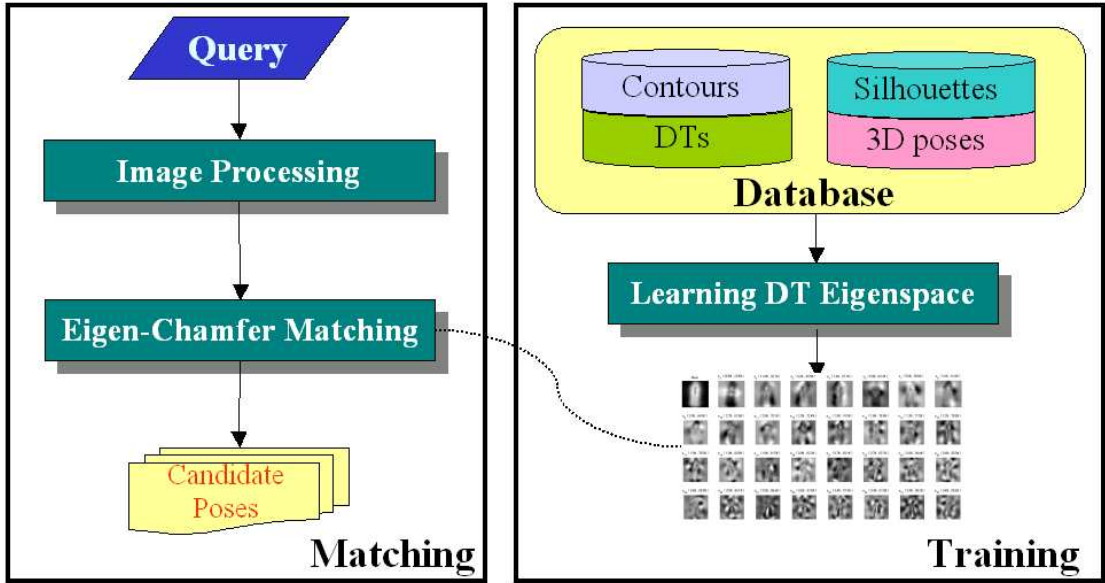 Query
Image Processing
Eigen-Chamfer Matching
Candidate
Poses
Matching
Contours
DTs
Silhouettes
3D poses
Database
Learning DT Eigenspace
Training